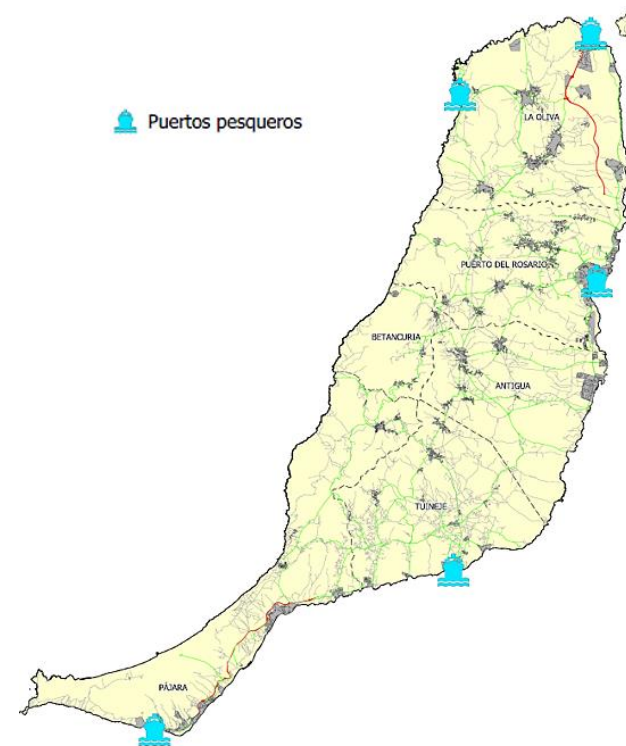 Puertos pesqueros
LA OLIVA
PUERTO DEL ROSARIO
BETANCURIA
ANTIGUA
TUINEJE
PÁJARA